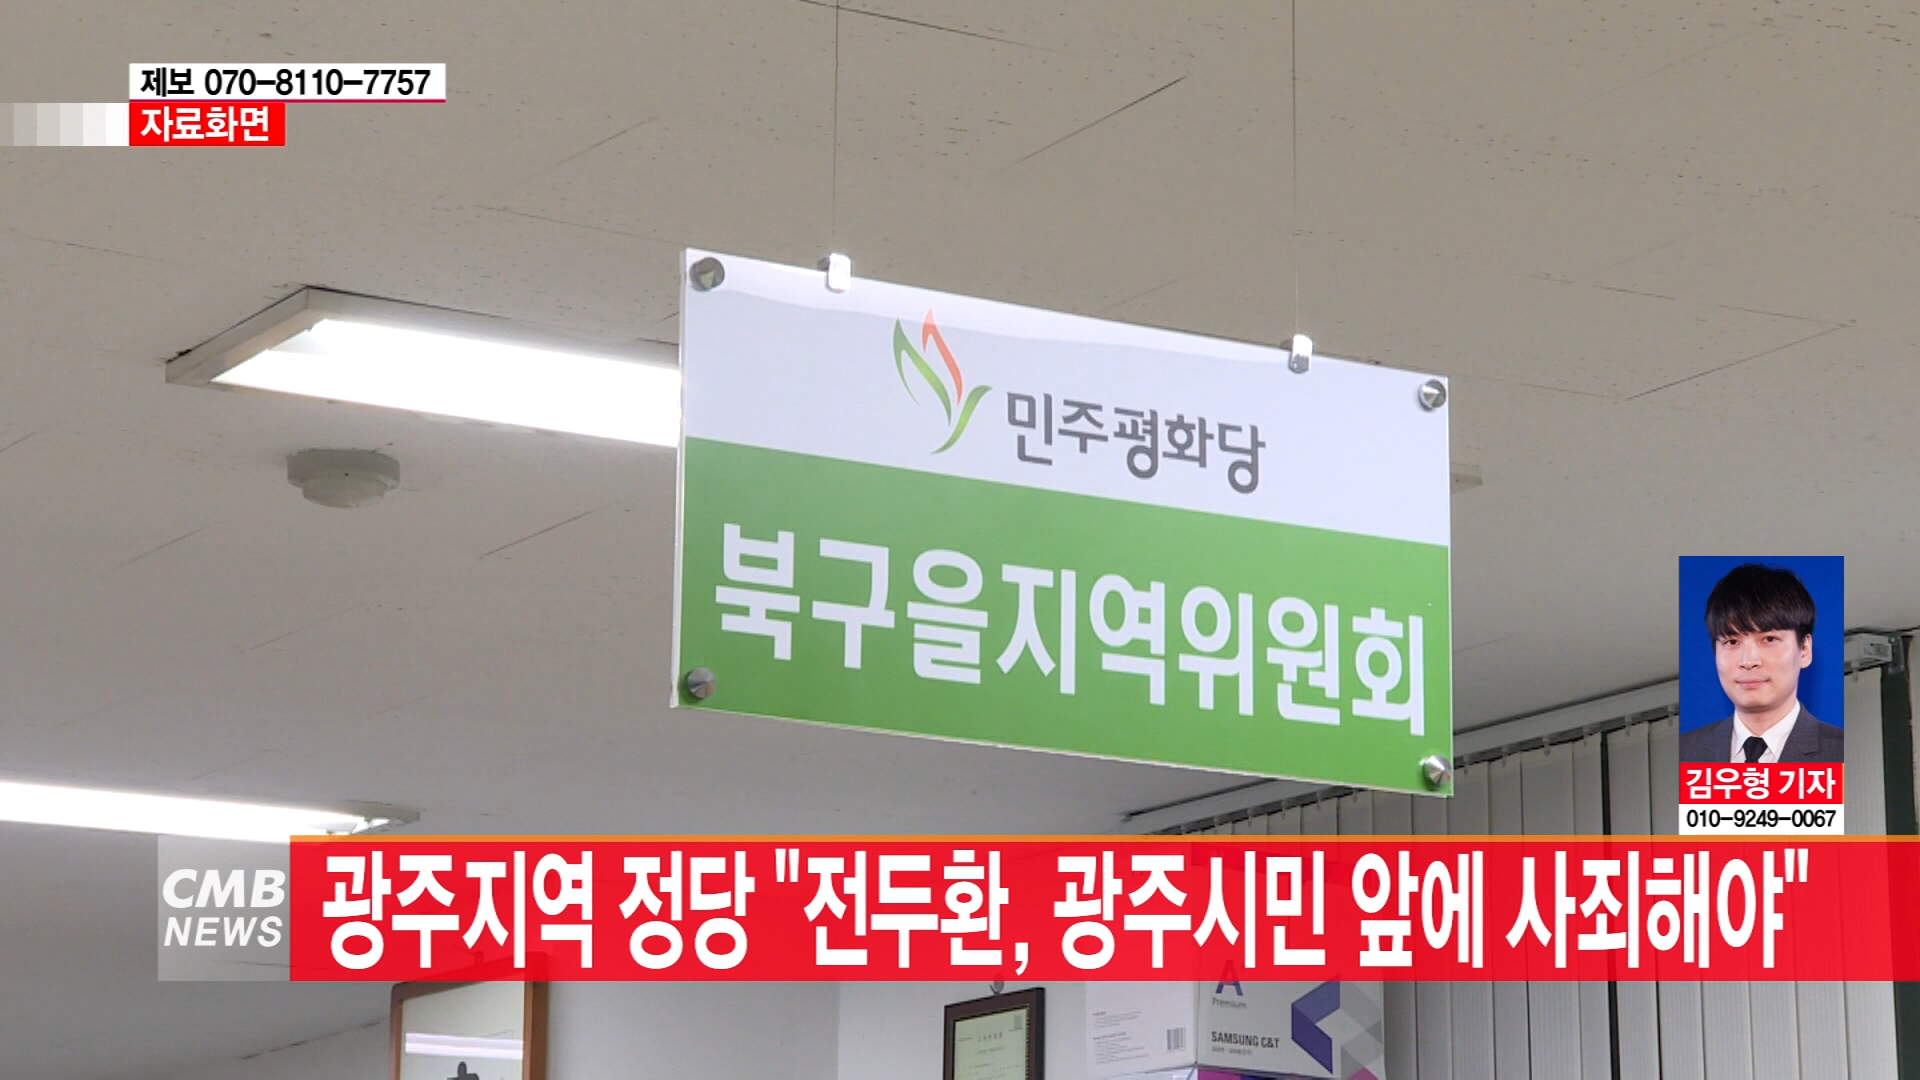 제보 070-8110-7757
자료화면
민주평화당
북구을지역위원회
김우형 기자
010-9249-0067
CMB
NEWS
광주지역 정당 "전두환, 광주시민 앞에 사죄해야"
A
Premium
SAMSUNG C&T